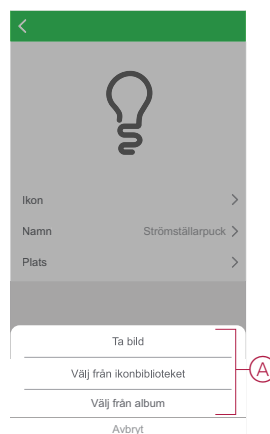 Ikon
Namn Strömställarpuck
Plats
Ta bild
Välj från ikonbiblioteket
A
Välj från album
Avbryt